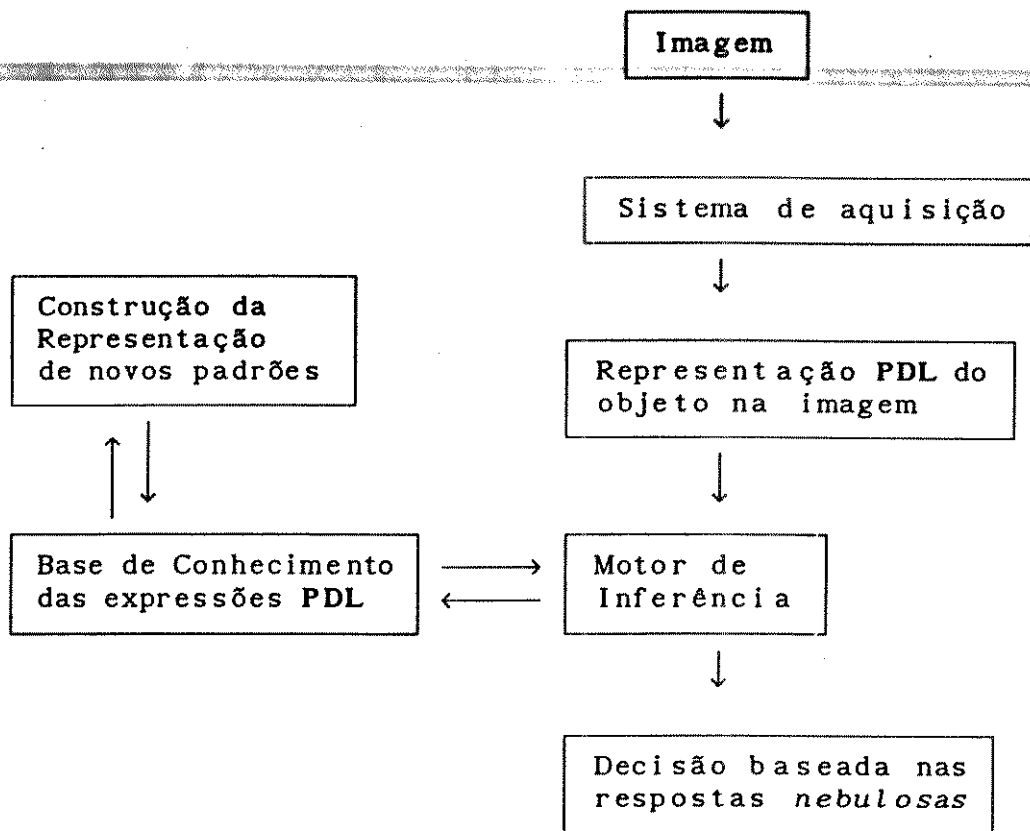 Imagem
Sistema de aquisição
Construção da
Representação
de novos padrões
Representação PDL do
objeto na imagem
Base de Conhecimento
das expressões PDL
Motor de
Inferência
Decisão baseada nas
respostas nebulosas